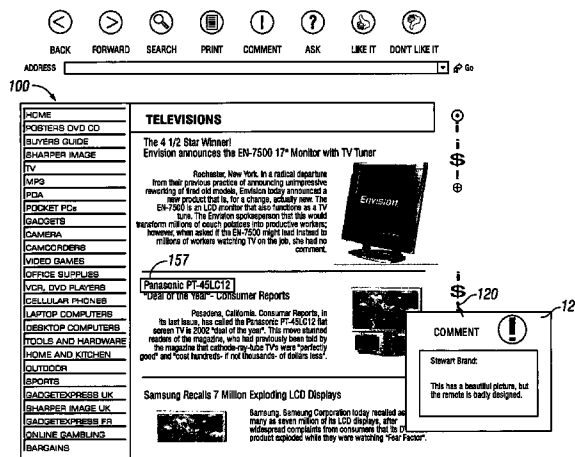 BACK FORWARD SEARCH PRINT COMMENT ASK LIKE IT DON'T LIKE IT
ADDRESS Go
100
HOME
POSTERS DVD CD
BUYERS GUIDE
SHARPER IMAGE
TV
MP3
PDA
POCKET PCs
GADGETS
CAMERA
CAMCORDERS
VIDEO GAMES
OFFICE SUPPLIES
VCR, DVD PLAYERS
CELLULAR PHONES
LAPTOP COMPUTERS
DESKTOP COMPUTERS
TOOLS AND HARDWARE
HOME AND KITCHEN
OUTDOOR
SPORTS
GADGETEXPRESS UK
SHARPER IMAGE UK
GADGETEXPRESS FR
ONLINE GAMBLING
BARGAINS
TELEVISIONS
The 4 1/2 Star Winner!
Envision announces the EN-7500 17" Monitor with TV Tuner
Rochester, New York. In a radical departure
from their previous practice of announcing unimpressive
reworking of tired old models, Envision today announced a
new product that is, for a change, actually new. The
EN-7500 is an LCD monitor that also functions as a TV
tune. The Envision spokesperson that this would
transform millions of couch potatoes into productive workers;
however, when asked if the EN-7500 might lead instead to
millions of workers watching TV on the job, she had no
comment.
Envision
157
Panasonic PT-45LC12
"Deal of the Year"- Consumer Reports
Pasadena, California. Consumer Reports, in
its last issue, has called the Panasonic PT-45LC12 flat
screen TV is 2002 "deal of the year". This move stunned
readers of the magazine, who had previously been told by
the magazine that cathode-ray-tube TV's were "perfectly
good" and "cost hundreds- if not thousands- of dollars less".
Samsung Recalls 7 Million Exploding LCD Displays
Samsung. Samsung Corporation today recalled as
many as seven million of its LCD displays, after
widespread complaints from consumers that its D
product exploded while they were watching "Fear Factor".
$
$
120
12
COMMENT
Stewart Brand:
This has a beautiful picture, but
the remote is badly designed.